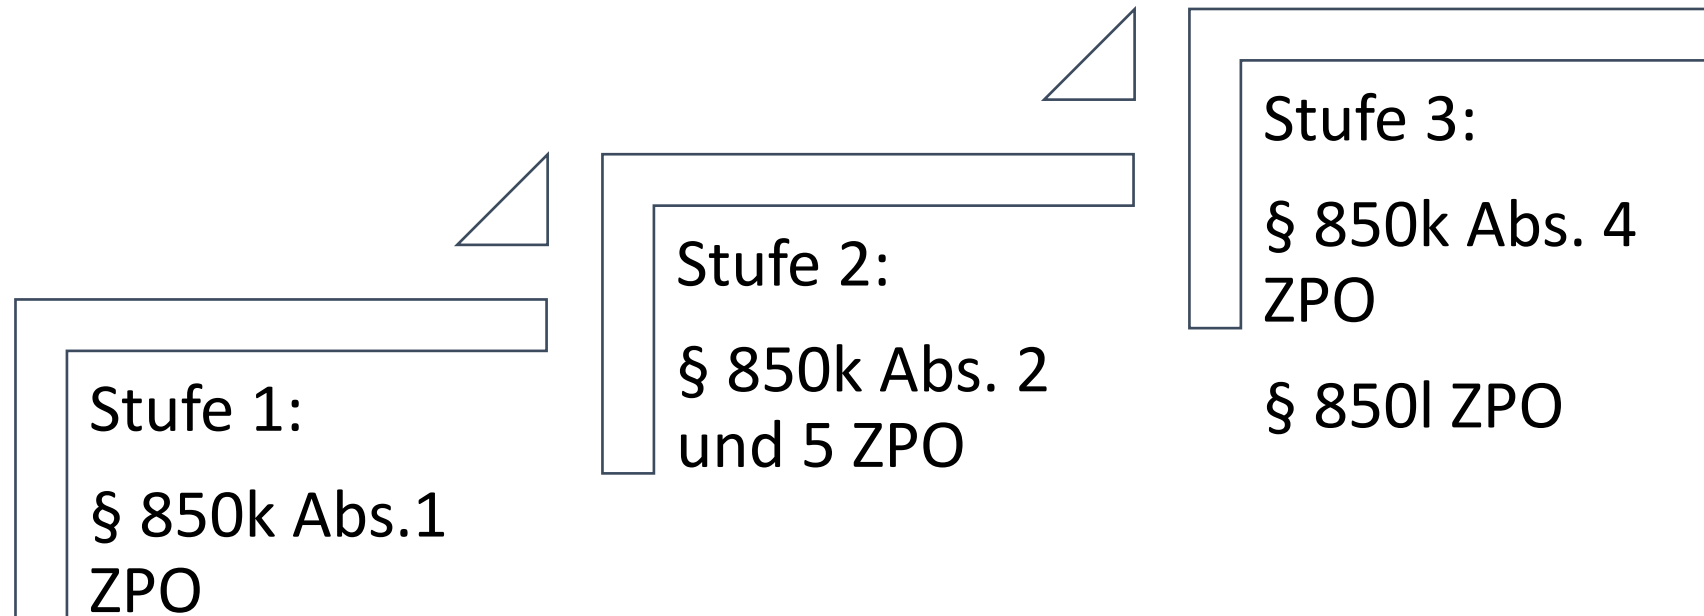 Stufe 1:
§ 850k Abs.1
ZPO
Stufe 2:
§ 850k Abs. 2
und 5 ZPO
Stufe 3:
§ 850k Abs. 4
ZPO
§ 850l ZPO